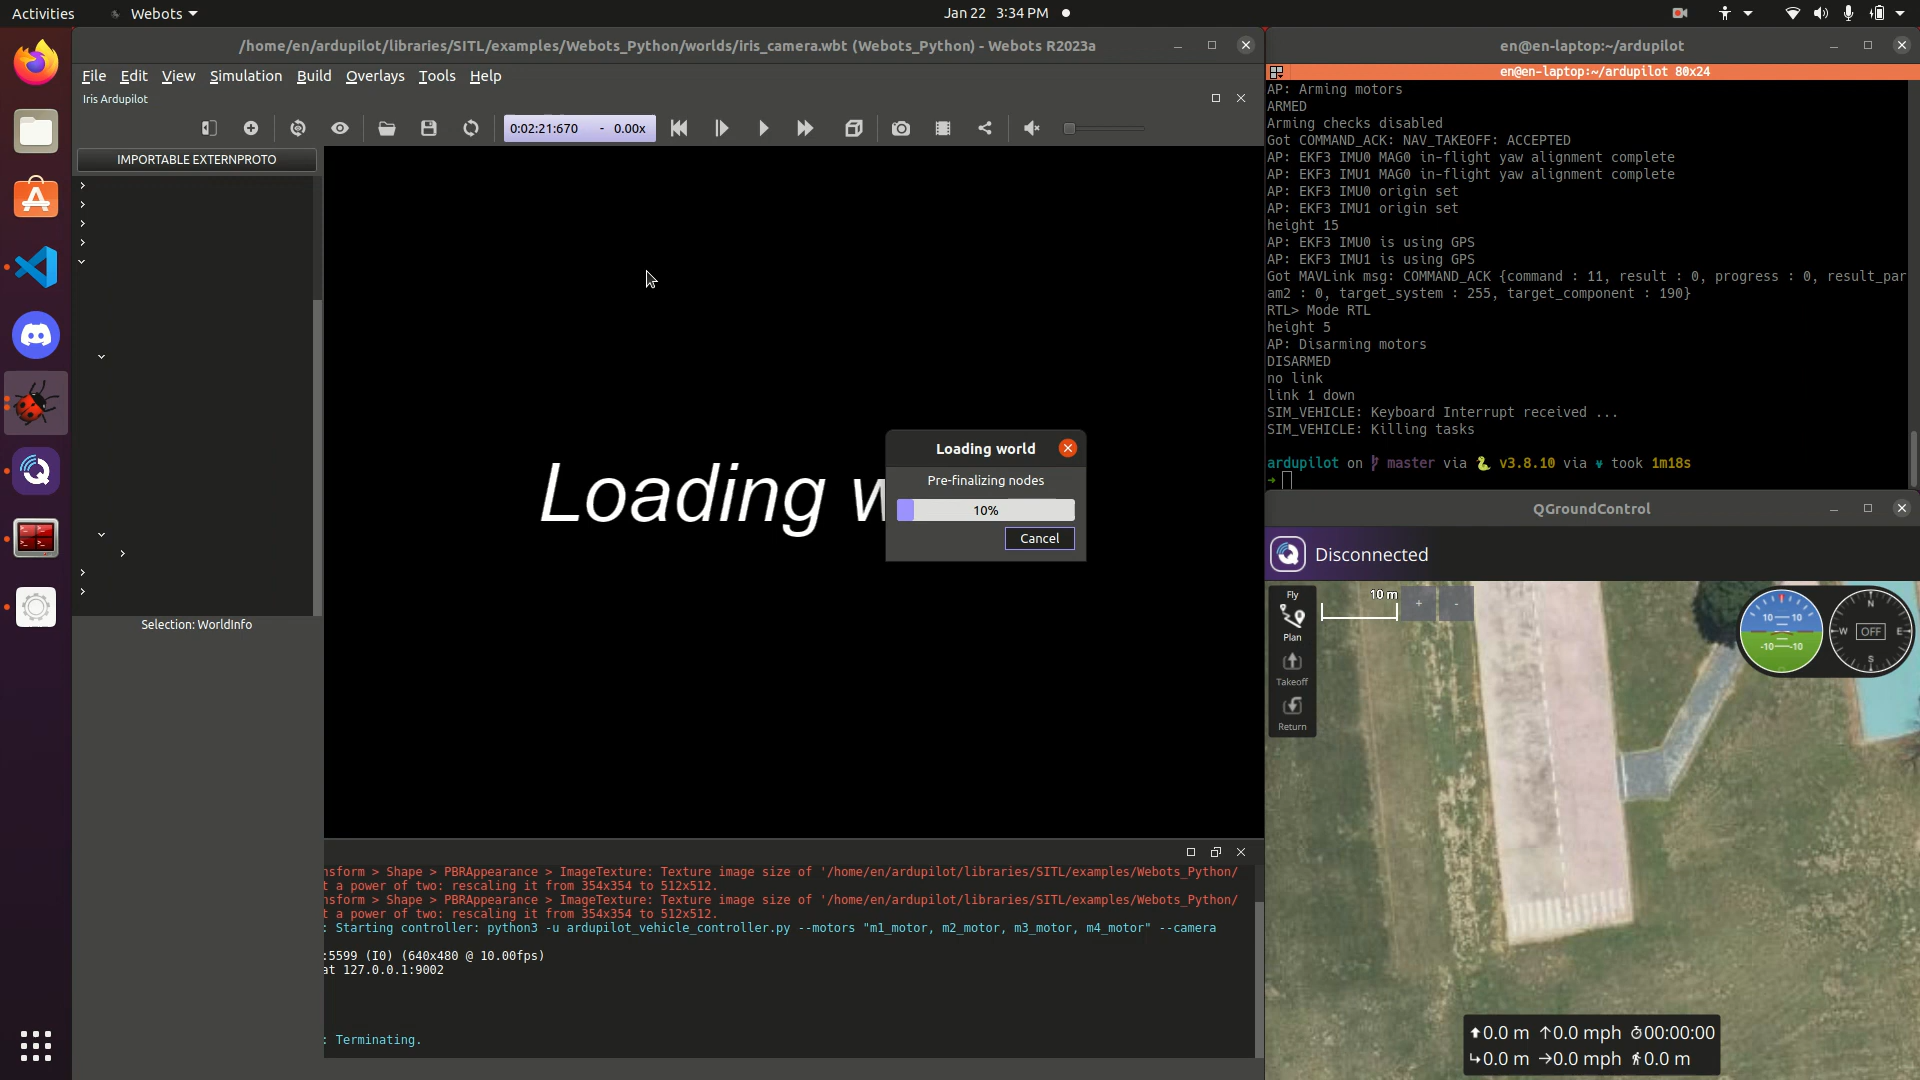 Activities
Webots
Jan 22 3:34 PM
/home/en/ardupilot/libraries/SITL/examples/Webots_Python/worlds/iris_camera.wbt (Webots_Python) - Webots R2023a
File Edit View Simulation Build Overlays Tools Help
Iris Ardupilot
0:02:21:670 - 0.00x
IMPORTABLE EXTERNPROTO
Selection: WorldInfo
Loading w
Loading world
Pre-finalizing nodes
10%
Cancel
nsform > Shape > PBRAppearance > ImageTexture: Texture image size of '/home/en/ardupilot/libraries/SITL/examples/Webots_Python/
t a power of two: rescaling it from 354x354 to 512x512.
nsform > Shape > PBRAppearance > ImageTexture: Texture image size of '/home/en/ardupilot/libraries/SITL/examples/Webots_Python/
t a power of two: rescaling it from 354x354 to 512x512.
: Starting controller: python3 -u ardupilot_vehicle_controller.py --motors "m1_motor, m2_motor, m3_motor, m4_motor" --camera
:5599 (I0) (640x480 @ 10.00fps)
at 127.0.0.1:9002
: Terminating.
en@en-laptop:~/ardupilot
en@en-laptop:~/ardupilot 80x24
AP: Arming motors
ARMED
Arming checks disabled
Got COMMAND_ACK: NAV_TAKEOFF: ACCEPTED
AP: EKF3 IMU0 MAG0 in-flight yaw alignment complete
AP: EKF3 IMU1 MAG0 in-flight yaw alignment complete
AP: EKF3 IMU0 origin set
AP: EKF3 IMU1 origin set
height 15
AP: EKF3 IMU0 is using GPS
AP: EKF3 IMU1 is using GPS
Got MAVLink msg: COMMAND_ACK {command : 11, result : 0, progress : 0, result_par
am2 : 0, target_system : 255, target_component : 190}
RTL> Mode RTL
height 5
AP: Disarming motors
DISARMED
no link
link 1 down
SIM_VEHICLE: Keyboard Interrupt received ...
SIM_VEHICLE: Killing tasks
ardupilot on master via v3.8.10 via took 1m18s
QGroundControl
Disconnected
Fly
Plan
Takeoff
Return
10 m
+ -
10 10
-10 -10
N
W OFF E
S
0.0 m ↑0.0 mph 00:00:00
0.0 m →0.0 mph 0.0 m